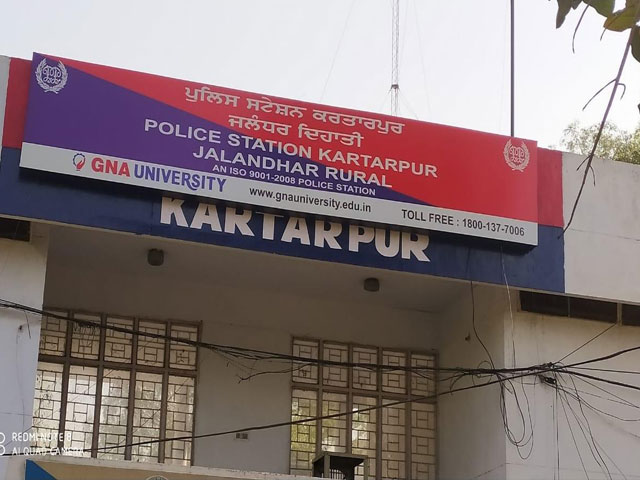 ਪੁਲਿਸ ਸਟੇਸ਼ਨ ਕਰਤਾਰਪੁਰ
ਜਲੰਧਰ ਦਿਹਾਤੀ
POLICE STATION KARTARPUR
JALANDHAR RURAL
AN ISO 9001-2008 POLICE STATION
GNA UNIVERSITY
www.gnauniversity.edu.in
TOLL FREE : 1800-137-7006
KARTARPUR
REDMI NOTE 8
AI QUAD CAMERA